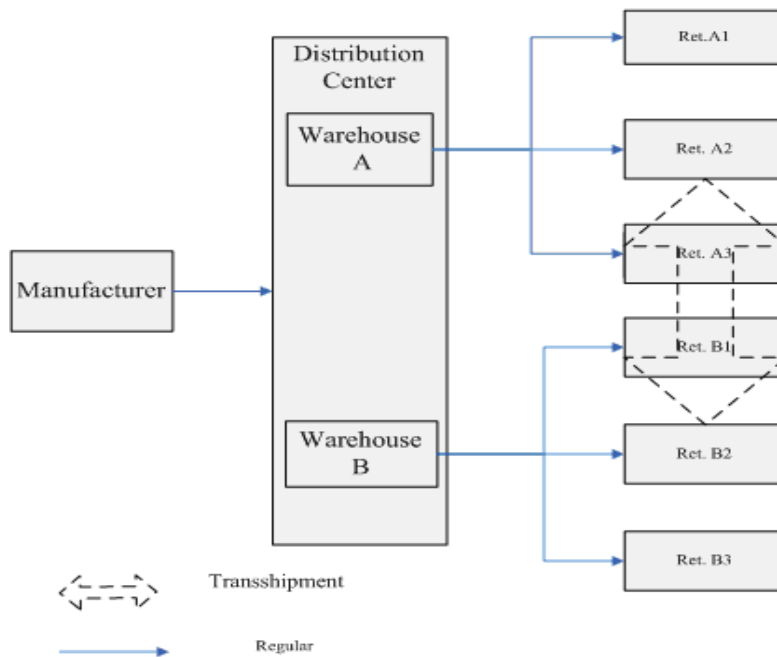 Distribution
Center
Warehouse
A
Manufacturer
Warehouse
B
Ret.A1
Ret. A2
Ret. A3
Ret. B1
Ret. B2
Ret. B3
Transshipment
Regular